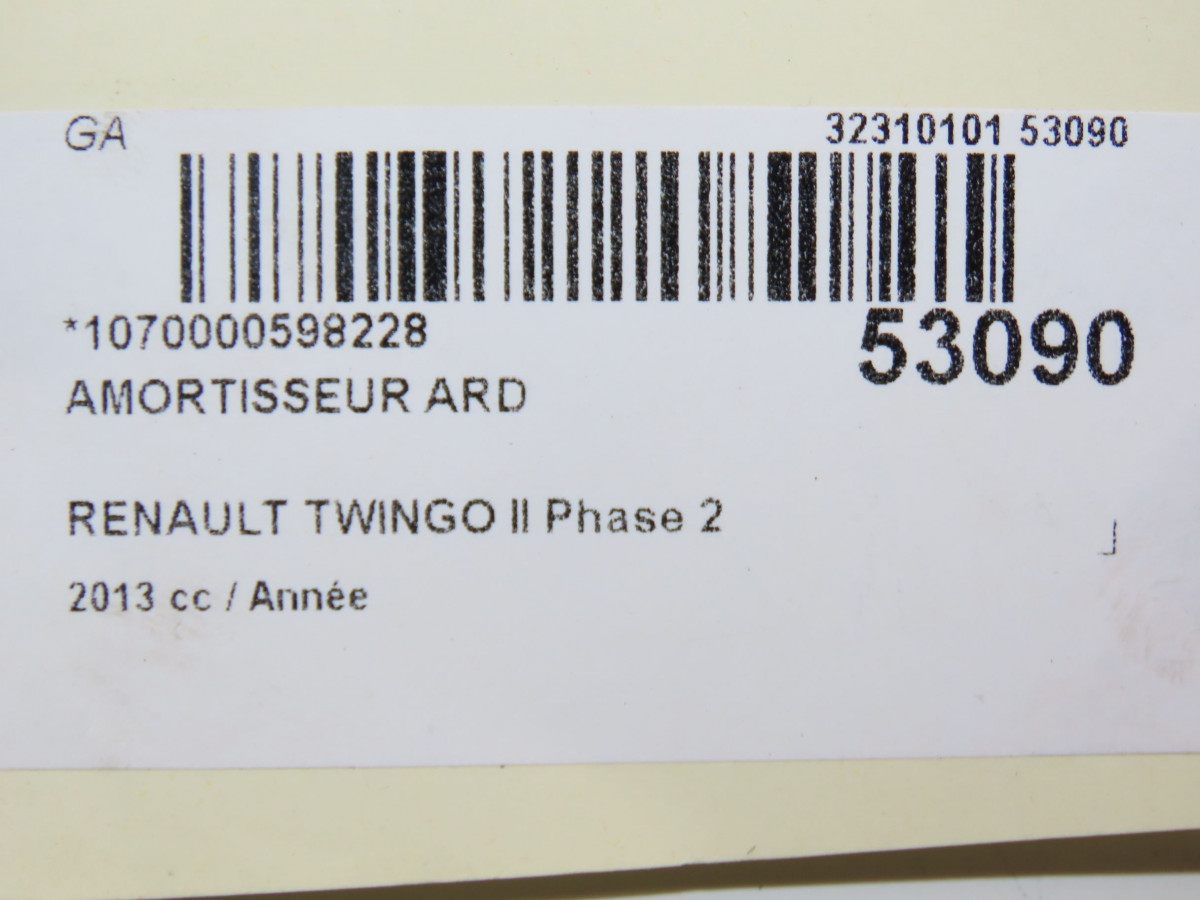 GA
32310101 53090
*1070000598228
53090
AMORTISSEUR ARD
RENAULT TWINGO II Phase 2
2013 cc / Année